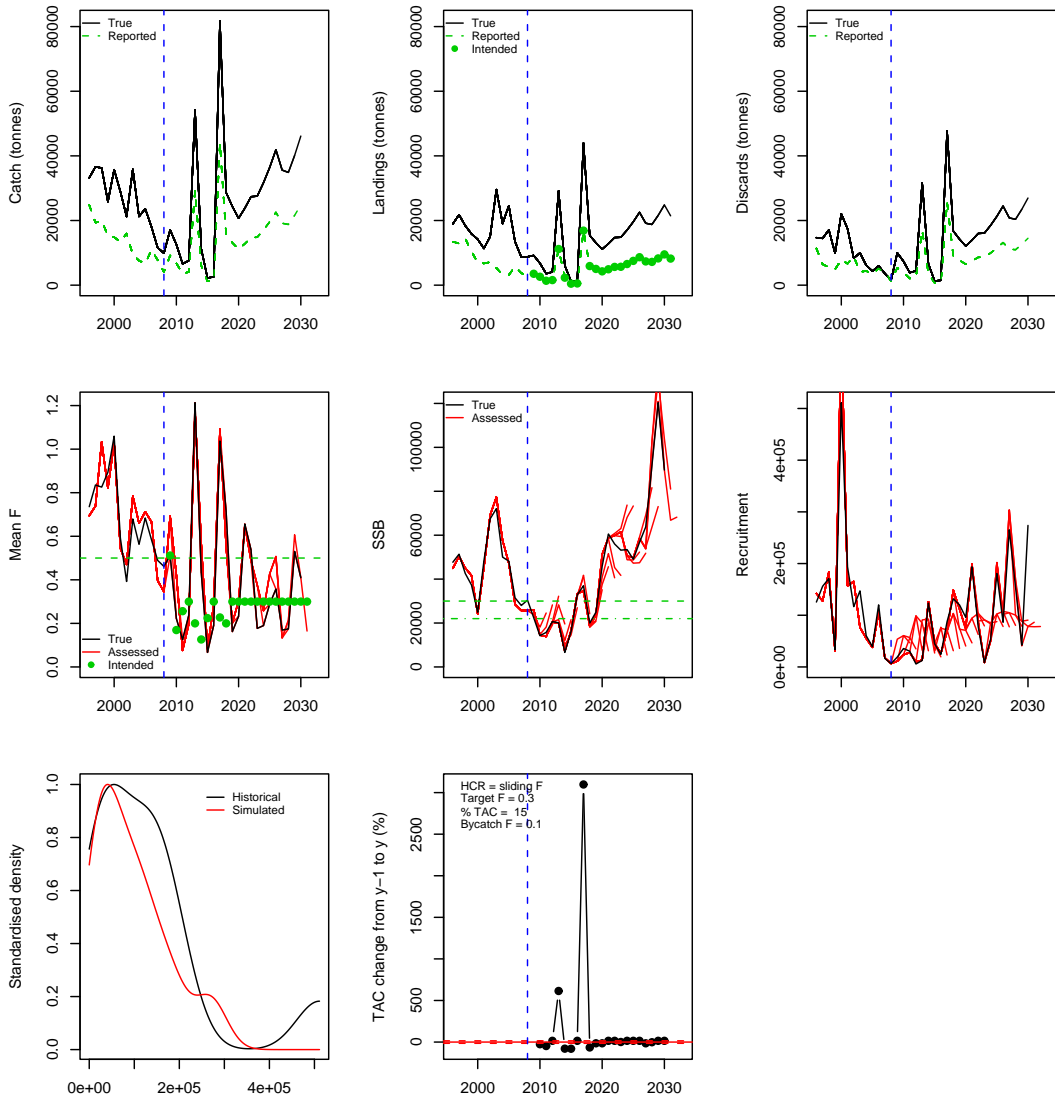 Catch (tonnes)
0 20000 40000 60000 80000
True
Reported
2000 2010 2020 2030
Landings (tonnes)
0 20000 40000 60000 80000
True
Reported
Intended
2000 2010 2020 2030
Discards (tonnes)
0 20000 40000 60000 80000
True
Reported
2000 2010 2020 2030
Mean F
0.0 0.2 0.4 0.6 0.8 1.0 1.2
True
Assessed
Intended
2000 2010 2020 2030
SSB
0 20000 60000 100000
True
Assessed
2000 2010 2020 2030
Recruitment
0e+00 2e+05 4e+05
2000 2010 2020 2030
Standardised density
0.0 0.2 0.4 0.6 0.8 1.0
Historical
Simulated
0e+00 2e+05 4e+05
TAC change from y−1 to y (%)
0 500 1500 2500
HCR = sliding F
Target F = 0.3
% TAC = 15
Bycatch F = 0.1
2000 2010 2020 2030